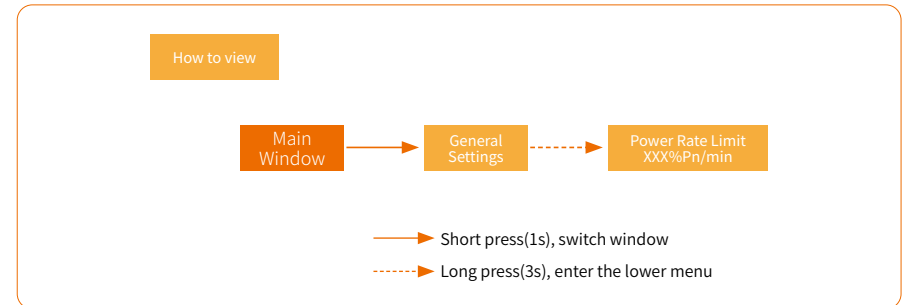 How to view
Main
Window
General
Settings
Power Rate Limit
XXX%Pn/min
Short press(1s), switch window
Long press(3s), enter the lower menu